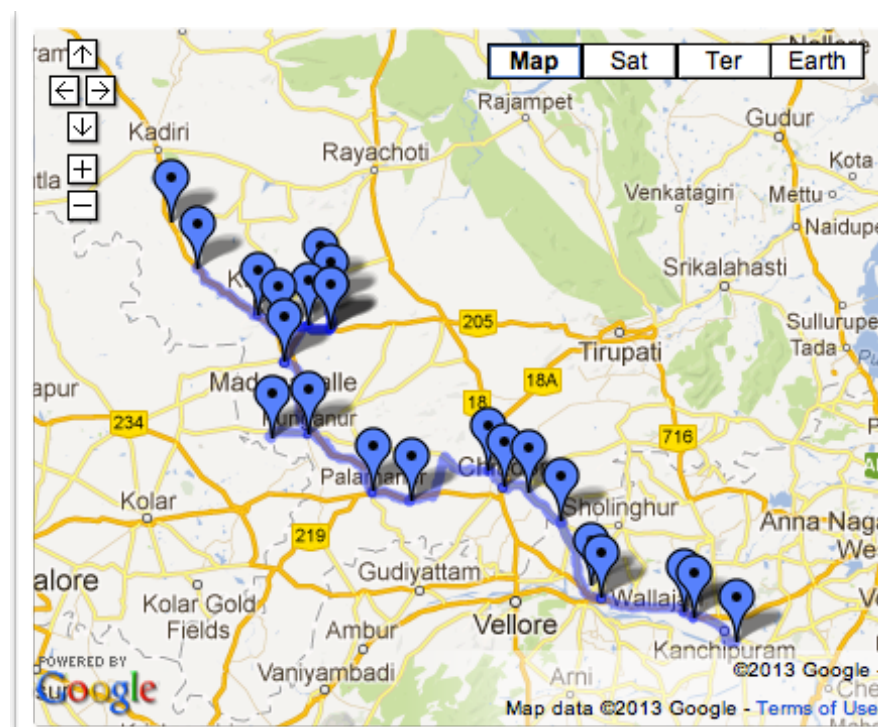 Map Sat Ter Earth
Rajampet
Gudur
Kadiri
Rayachoti
Kota
Venkatagiri Mettu
Naidupe
Srikalahasti
205
Sullurupe
Tada
Tirupati
18A
18
234
716
Kolar
Sholinghur
219
Anna Naga
We
alore
Gudiyattam
Kolar Gold
Fields
Vellore
Ambur
Kanchipuram
Vaniyambadi
Arni
POWERED BY
Google
©2013 Google -
Map data ©2013 Google - Terms of Use